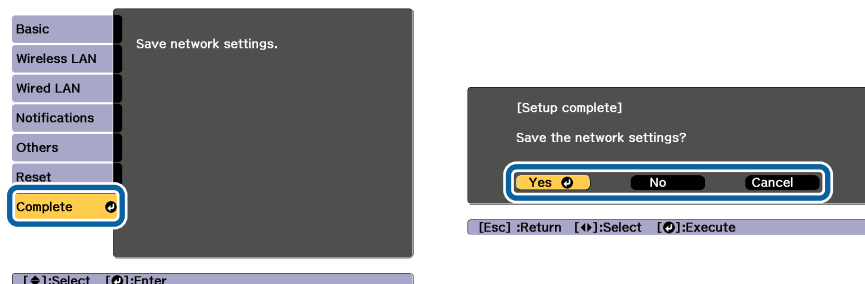 Basic
Wireless LAN
Wired LAN
Notifications
Others
Reset
Complete
Save network settings.
[]:Select []:Enter
[Setup complete]
Save the network settings?
Yes No Cancel
[Esc] :Return []:Select []:Execute